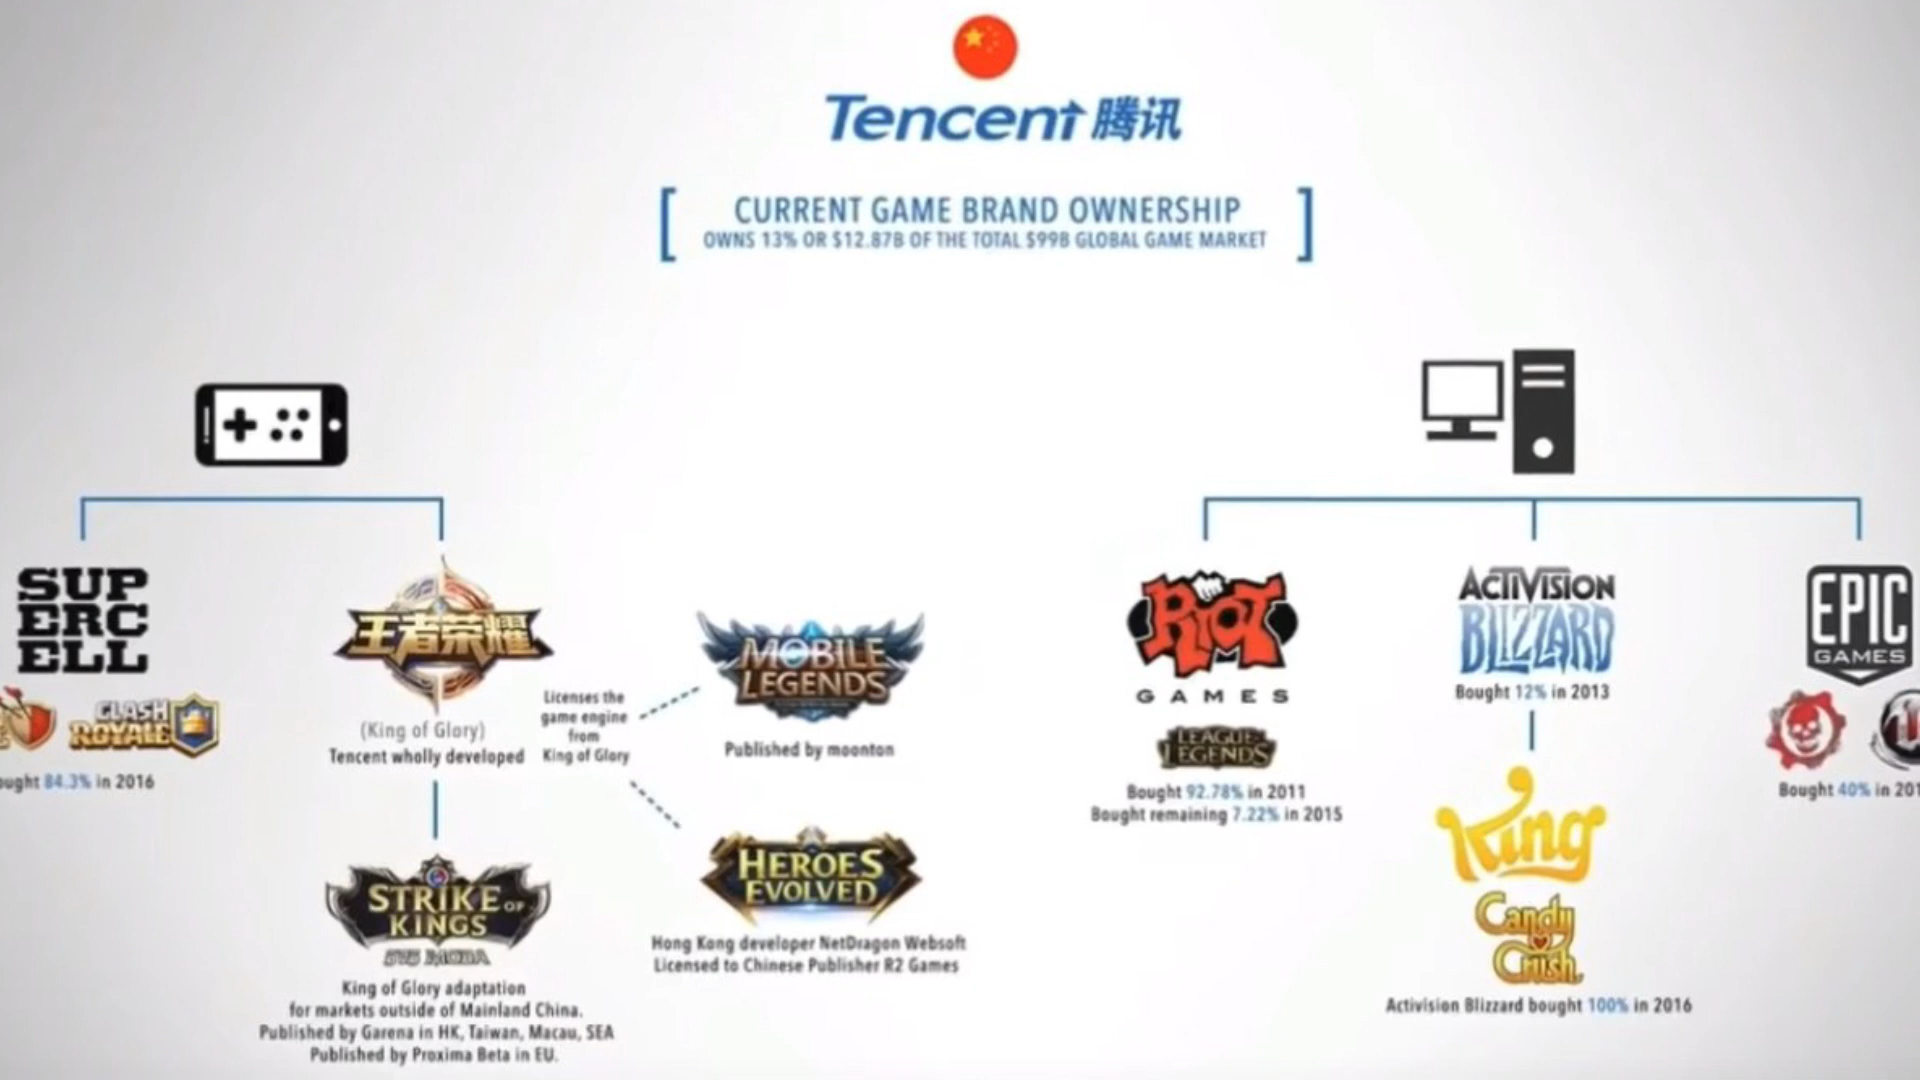 Tencent 腾讯
CURRENT GAME BRAND OWNERSHIP
OWNS 13% OR $12.87B OF THE TOTAL $99B GLOBAL GAME MARKET
SUP
ERC
ELL
CLASH
ROYALE
84.3% in 2016
王者荣耀
(King of Glory)
Tencent wholly developed
Licenses the
game engine
from
King of Glory
MOBILE
LEGENDS
Published by moonton
STRIKE OF
KINGS
5V5 MOBA
King of Glory adaptation
for markets outside of Mainland China.
Published by Garena in HK, Taiwan, Macau, SEA
Published by Proxima Beta in EU.
HEROES
EVOLVED
Hong Kong developer NetDragon Websoft
Licensed to Chinese Publisher R2 Games
RIOT
GAMES
LEAGUE
LEGENDS
Bought 92.78% in 2011
Bought remaining 7.22% in 2015
ACTIVISION
BLIZZARD
Bought 12% in 2013
King
Candy
Crush
Activision Blizzard bought 100% in 2016
EPIC
GAMES
Bought 40% in 201